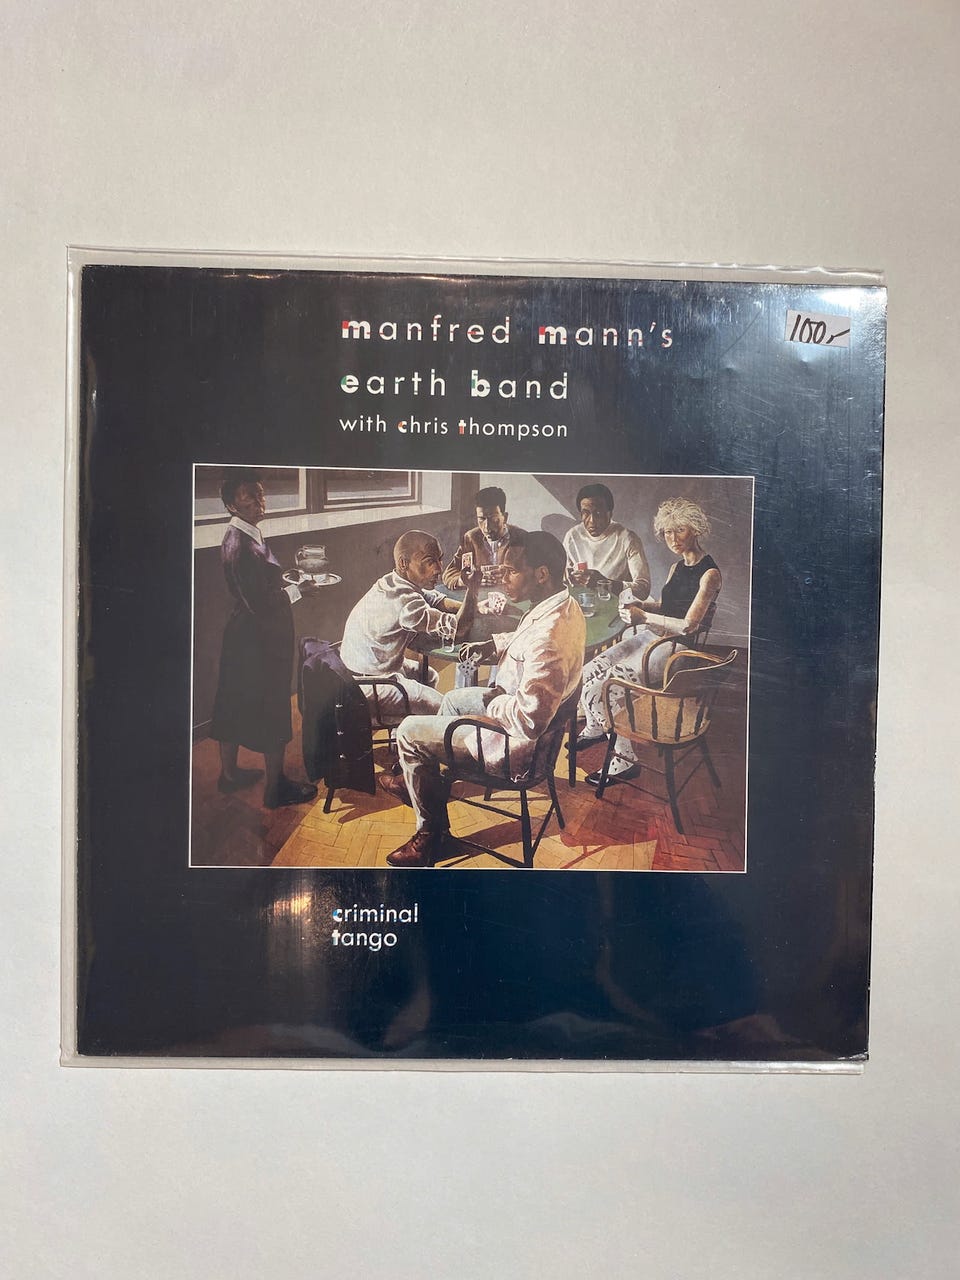 manfred mann's
100,-
earth band
with chris thompson
criminal
tango